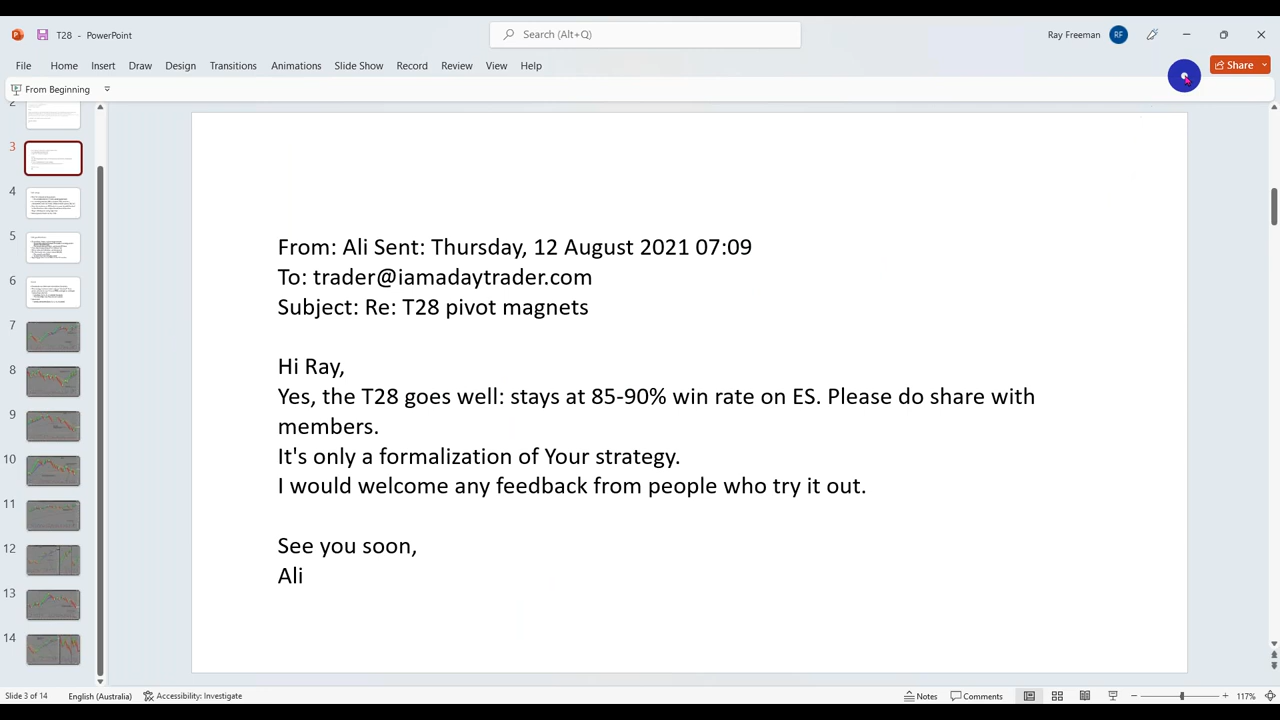 T28 - PowerPoint
Search (Alt+Q)
Ray Freeman
RF
File Home Insert Draw Design Transitions Animations Slide Show Record Review View Help
Share
From Beginning
2
3
4
5
6
7
8
9
10
11
12
13
14
From: Ali Sent: Thursday, 12 August 2021 07:09
To: trader@iamadaytrader.com
Subject: Re: T28 pivot magnets
Hi Ray,
Yes, the T28 goes well: stays at 85-90% win rate on ES. Please do share with
members.
It's only a formalization of Your strategy.
I would welcome any feedback from people who try it out.
See you soon,
Ali
Slide 3 of 14 English (Australia) Accessibility: Investigate Notes Comments 117%